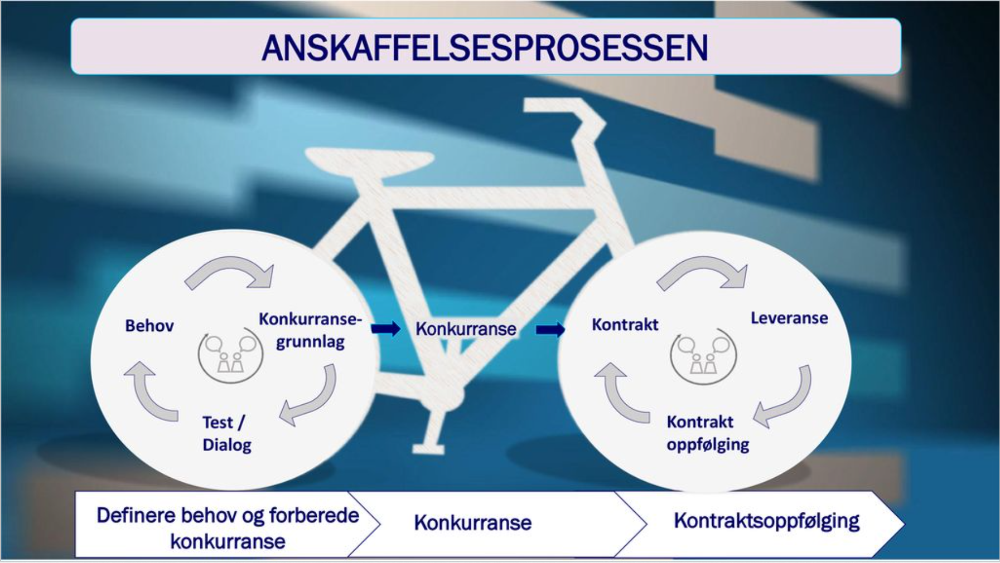 ANSKAFFELSESPROSESSEN
Behov
Konkurranse-
grunnlag
Test /
Dialog
Konkurranse
Kontrakt
Leveranse
Kontrakt
oppfølging
Definere behov og forberede
konkurranse
Konkurranse
Kontraktsoppfølging